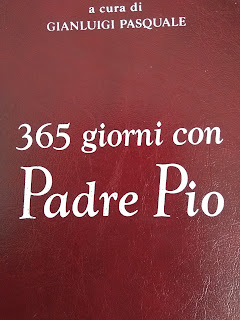 a cura di
GIANLUIGI PASQUALE
365 giorni con
Padre Pio